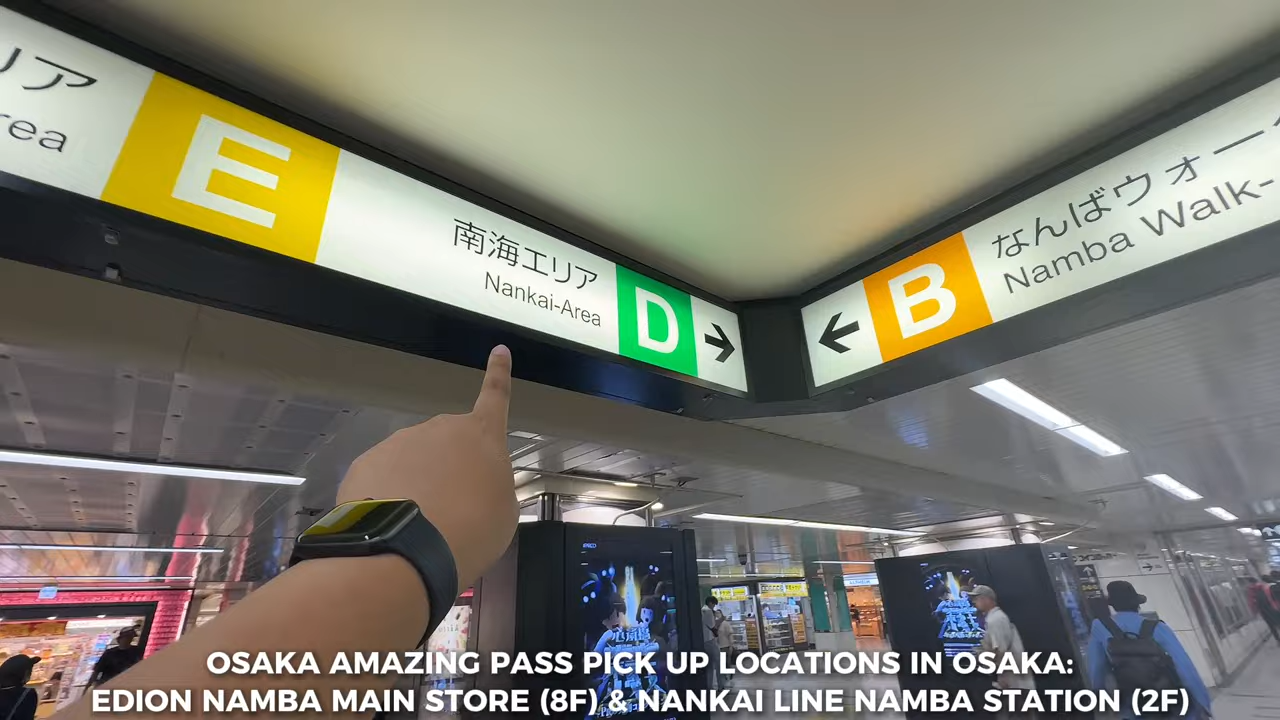 リア
rea
E
南海エリア
Nankai-Area
D
→
←
B
なんばウォー
Namba Walk-
OSAKA AMAZING PASS PICK UP LOCATIONS IN OSAKA:
EDION NAMBA MAIN STORE (8F) & NANKAI LINE NAMBA STATION (2F)